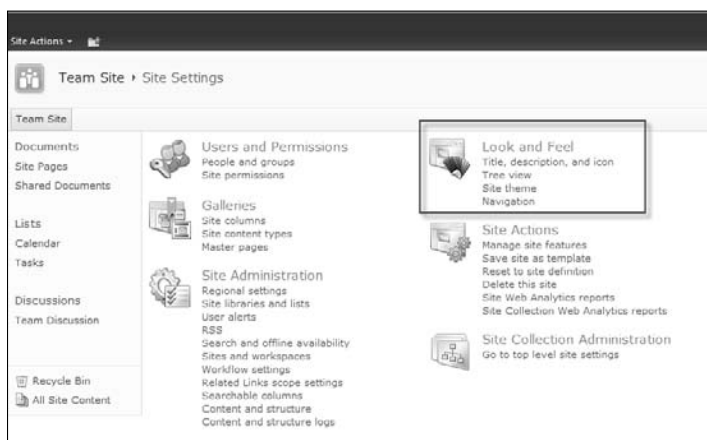 Site Actions
Team Site ▸ Site Settings
Team Site
Documents
Site Pages
Shared Documents
Lists
Calendar
Tasks
Discussions
Team Discussion
Recycle Bin
All Site Content
Users and Permissions
People and groups
Site permissions
Galleries
Site columns
Site content types
Master pages
Site Administration
Regional settings
Site libraries and lists
User alerts
RSS
Search and offline availability
Sites and workspaces
Workflow settings
Related Links scope settings
Searchable columns
Content and structure
Content and structure logs
Look and Feel
Title, description, and icon
Tree view
Site theme
Navigation
Site Actions
Manage site features
Save site as template
Reset to site definition
Delete this site
Site Web Analytics reports
Site Collection Web Analytics reports
Site Collection Administration
Go to top level site settings